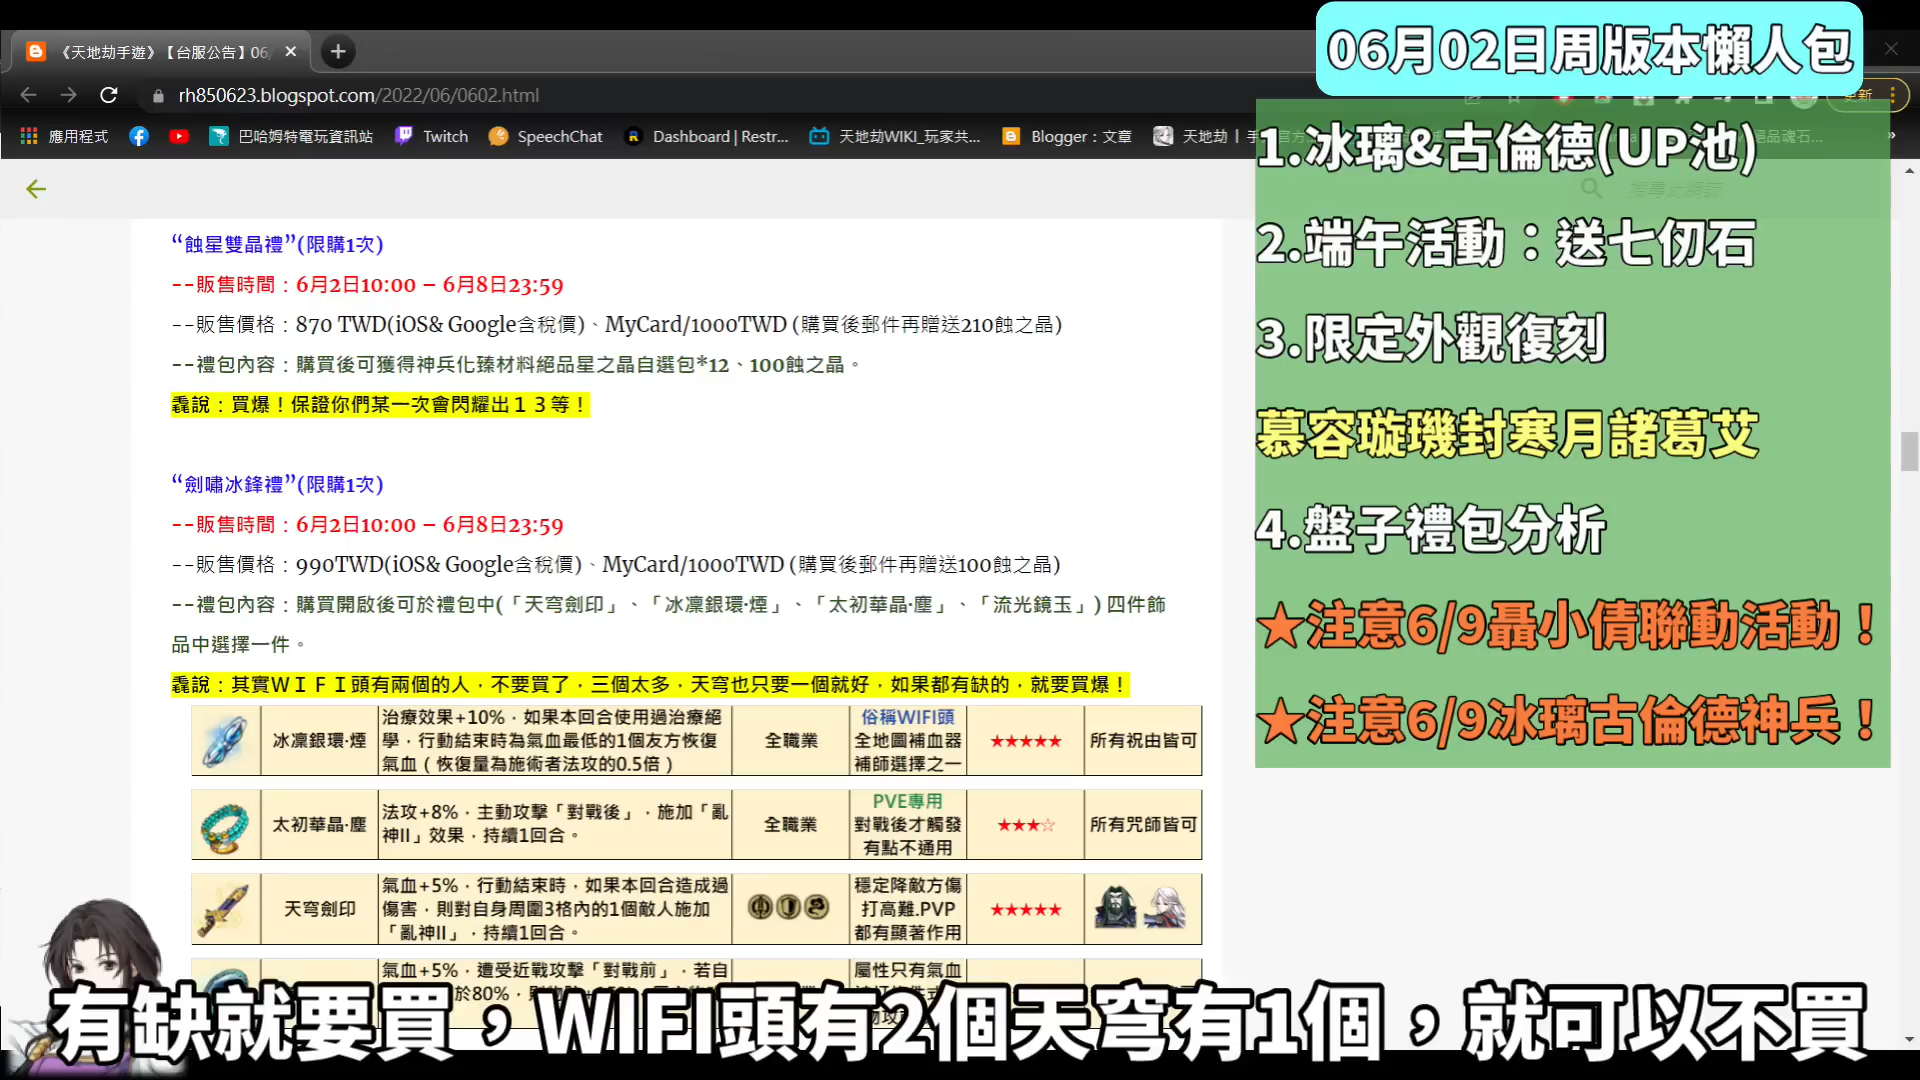 《天地劫手遊》【台服公告】06
06月02日周版本懶人包
rh850623.blogspot.com/2022/06/0602.html
更新
應用程式
巴哈姆特電玩資訊站
Twitch
SpeechChat
Dashboard | Restr...
天地劫WIKI_玩家共...
Blogger：文章
天地劫
1.冰璃&古倫德(UP池)
2.端午活動：送七仞石
3.限定外觀復刻
慕容璇璣封寒月諸葛艾
4.盤子禮包分析
★注意6/9聶小倩聯動活動！
★注意6/9冰璃古倫德神兵！
“蝕星雙晶禮”(限購1次)
--販售時間：6月2日10:00 – 6月8日23:59
--販售價格：870 TWD(iOS& Google含稅價)、MyCard/1000TWD (購買後郵件再贈送210蝕之晶)
--禮包內容：購買後可獲得神兵化臻材料絕品星之晶自選包*12、100蝕之晶。
毳說：買爆！保證你們某一次會閃耀出１３等！
“劍嘯冰鋒禮”(限購1次)
--販售時間：6月2日10:00 – 6月8日23:59
--販售價格：990TWD(iOS& Google含稅價)、MyCard/1000TWD (購買後郵件再贈送100蝕之晶)
--禮包內容：購買開啟後可於禮包中(「天穹劍印」、「冰凜銀環·煙」、「太初華晶·塵」、「流光鏡玉」) 四件飾
品中選擇一件。
毳說：其實ＷＩＦＩ頭有兩個的人，不要買了，三個太多，天穹也只要一個就好，如果都有缺的，就要買爆！
冰凜銀環·煙
治療效果+10%，如果本回合使用過治療絕
學，行動結束時為氣血最低的1個友方恢復
氣血（恢復量為施術者法攻的0.5倍）
全職業
俗稱WIFI頭
全地圖補血器
補師選擇之一
★★★★★
所有祝由皆可
太初華晶·塵
法攻+8%，主動攻擊「對戰後」，施加「亂
神II」效果，持續1回合。
全職業
PVE專用
對戰後才觸發
有點不通用
★★★☆
所有咒師皆可
天穹劍印
氣血+5%，行動結束時，如果本回合造成過
傷害，則對自身周圍3格內的1個敵人施加
「亂神II」，持續1回合。
穩定降敵方傷
打高難.PVP
都有顯著作用
★★★★★
氣血+5%，遭受近戰攻擊「對戰前」，若自
於80%，
屬性只有氣血
有缺就要買，WIFI頭有2個天穹有1個，就可以不買